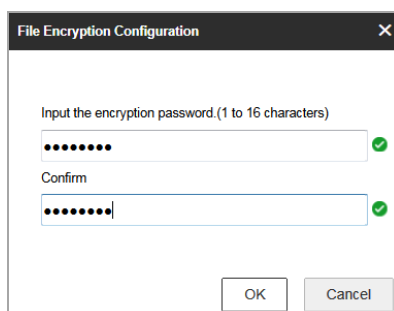 File Encryption Configuration
Input the encryption password.(1 to 16 characters)
••••••••
Confirm
••••••••
OK Cancel